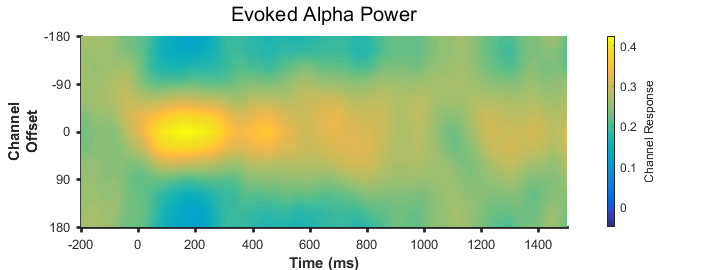 Evoked Alpha Power
-180
-90
0
90
180
Channel
Offset
-200 0 200 400 600 800 1000 1200 1400
Time (ms)
0.4
0.3
0.2
0.1
0
Channel Response